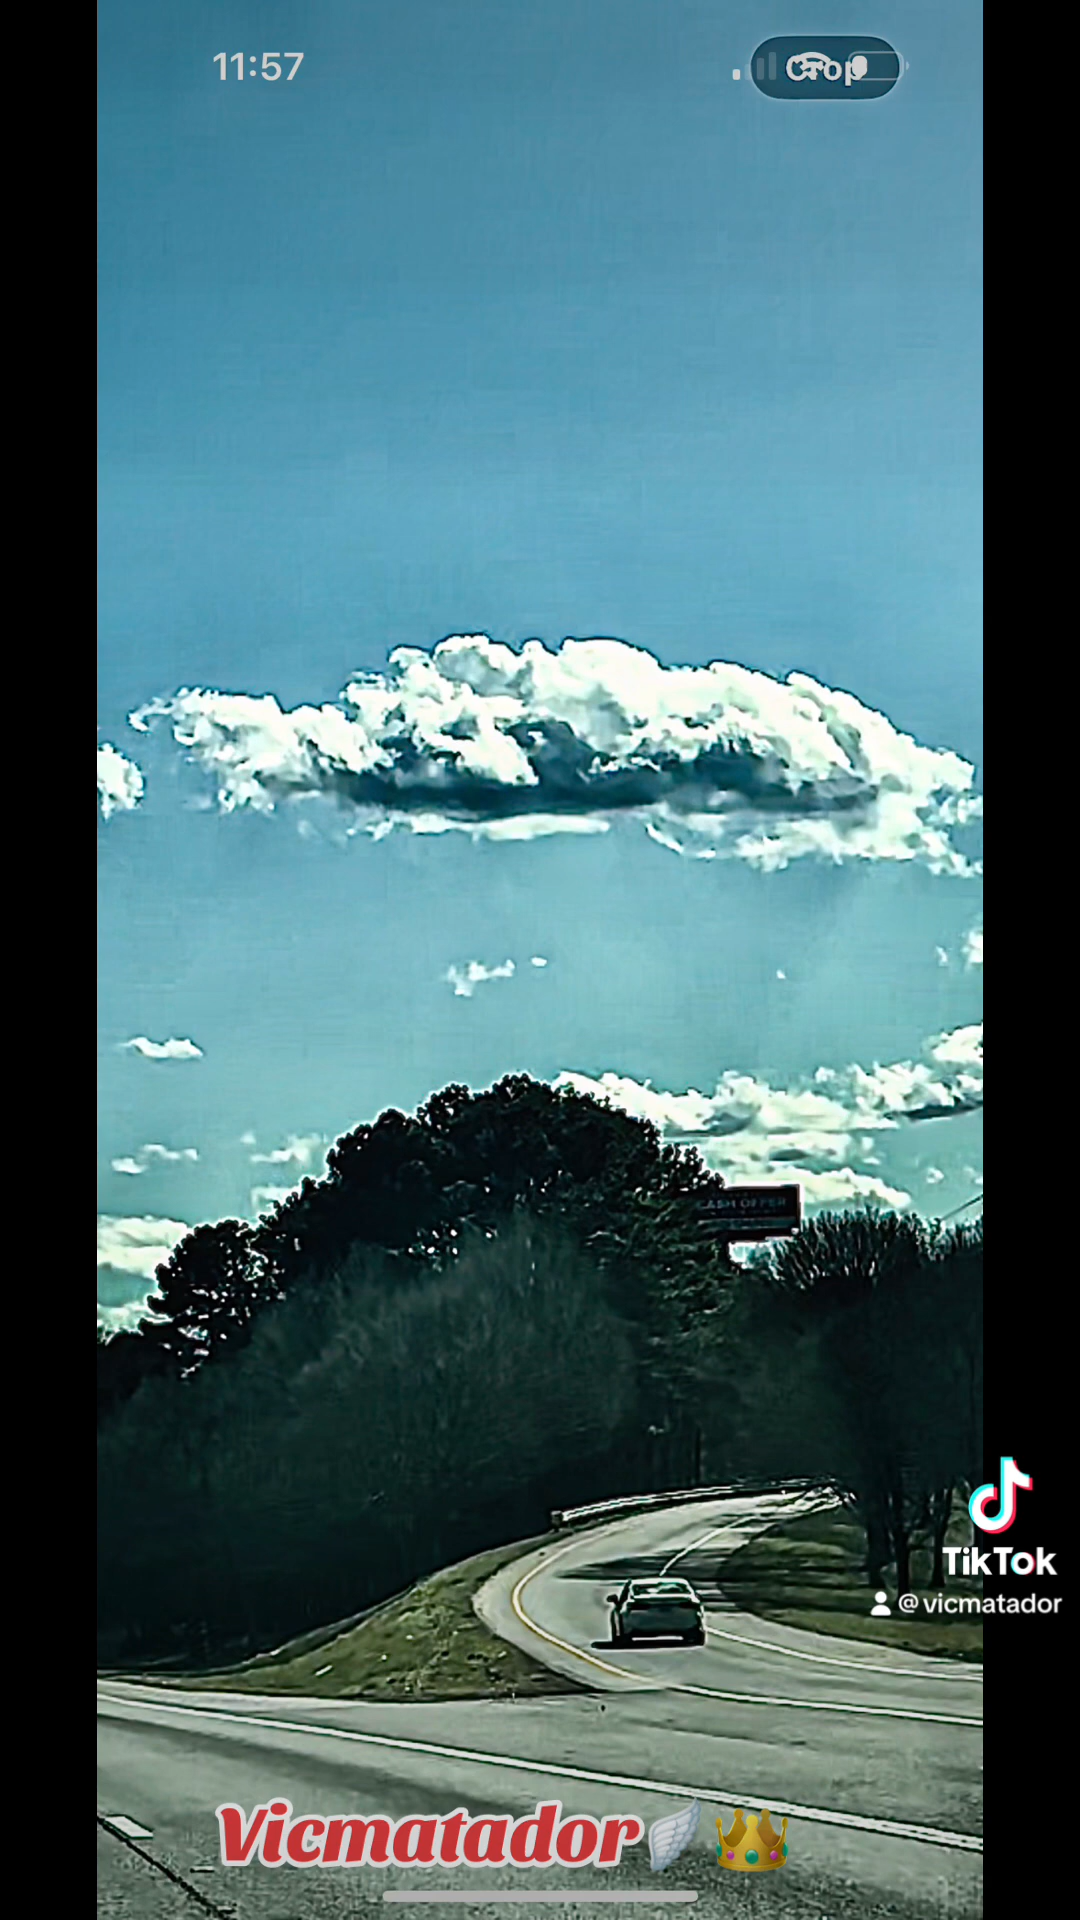 11:57
Crop
CASH OFFER
TikTok
@vicmatador
Vicmatador🪽👑